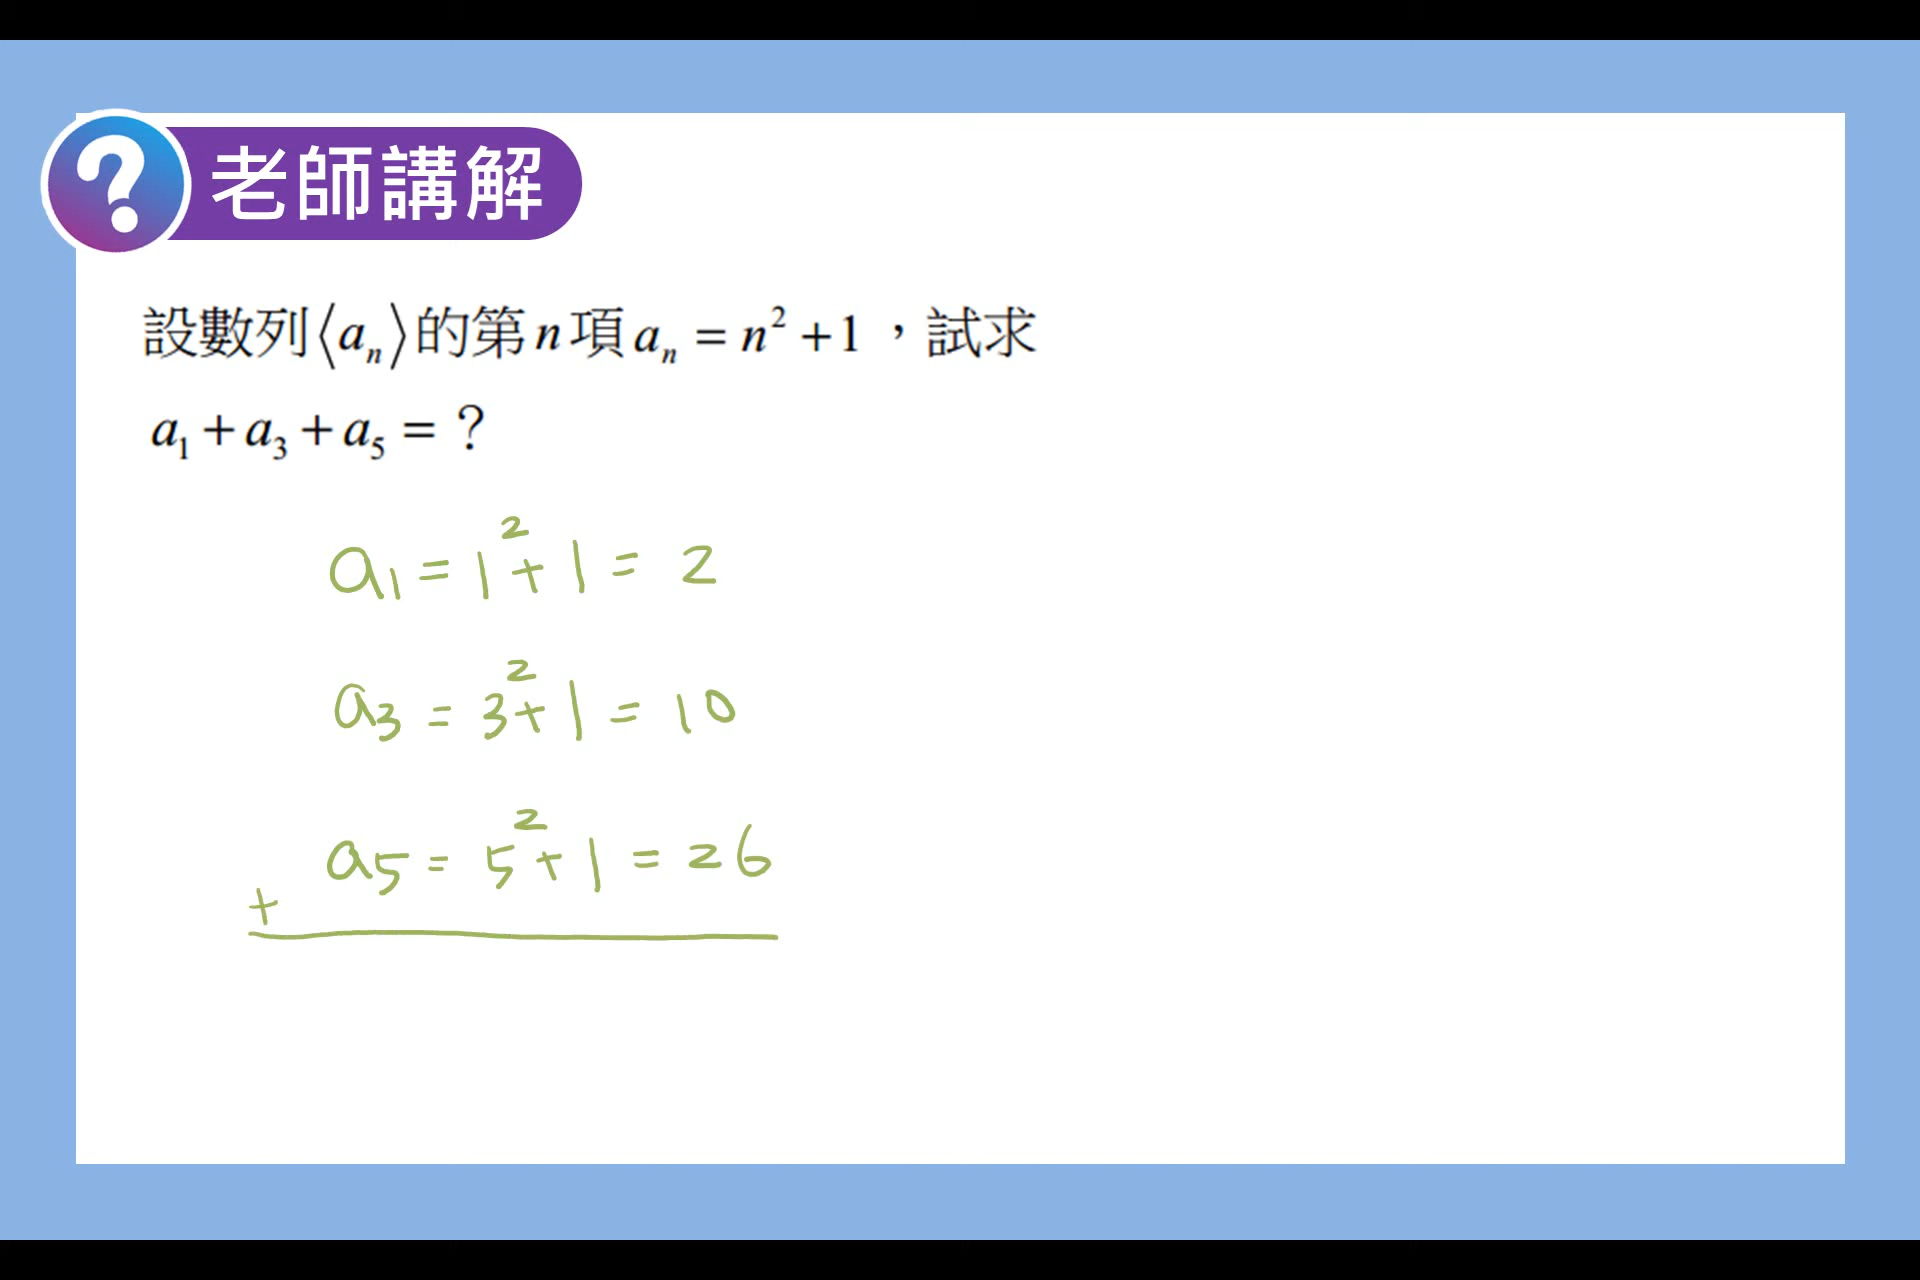 老師講解
設數列⟨aₙ⟩的第n項aₙ = n² + 1，試求
a₁ + a₃ + a₅ = ？
a₁ = 1² + 1 = 2
a₃ = 3² + 1 = 10
a₅ = 5² + 1 = 26
+